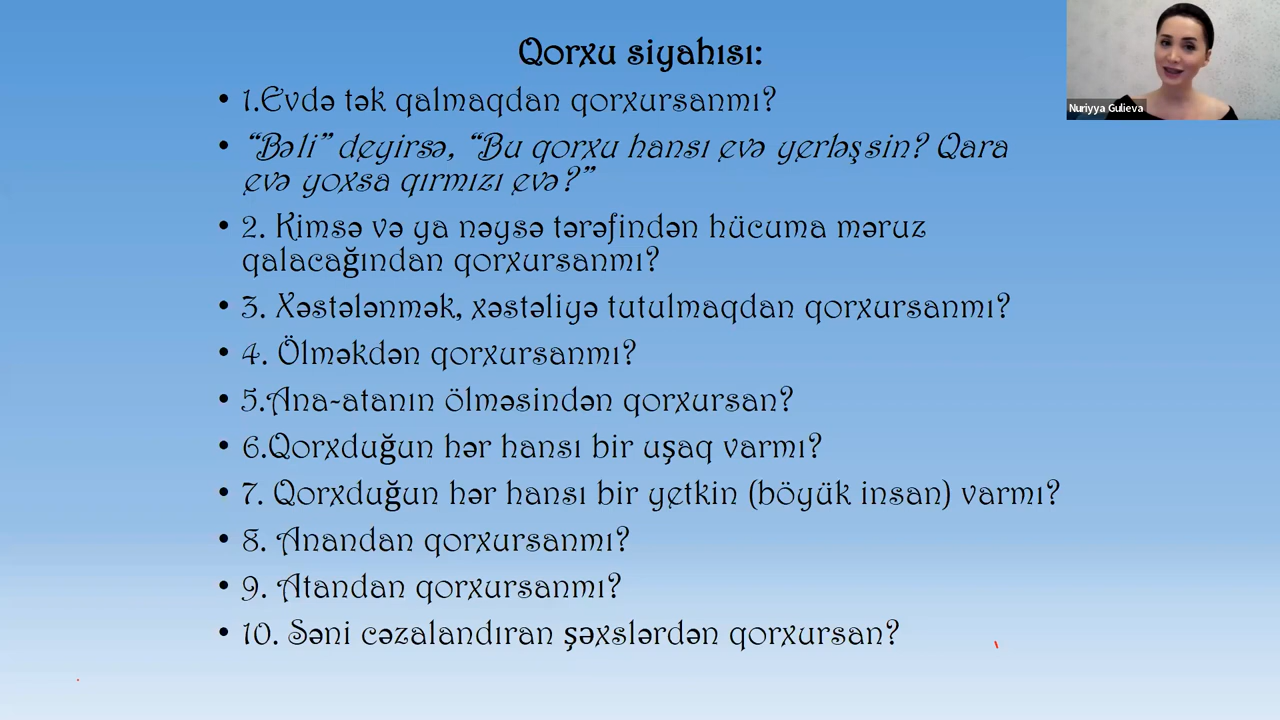 Qorxu siyahısı:
• 1.Evdə tək qalmaqdan qorxursanmı?
• “Bəli” deyirsə, “Bu qorxu hansı evə yerləşsin? Qara
evə yoxsa qırmızı evə?”
• 2. Kimsə və ya nəysə tərəfindən hücuma məruz
qalacağından qorxursanmı?
• 3. Xəstələnmək, xəstəliyə tutulmaqdan qorxursanmı?
• 4. Ölməkdən qorxursanmı?
• 5.Ana-atanın ölməsindən qorxursan?
• 6.Qorxduğun hər hansı bir uşaq varmı?
• 7. Qorxduğun hər hansı bir yetkin (böyük insan) varmı?
• 8. Anandan qorxursanmı?
• 9. Atandan qorxursanmı?
• 10. Səni cəzalandıran şəxslərdən qorxursan?
Nuriyya Gulieva